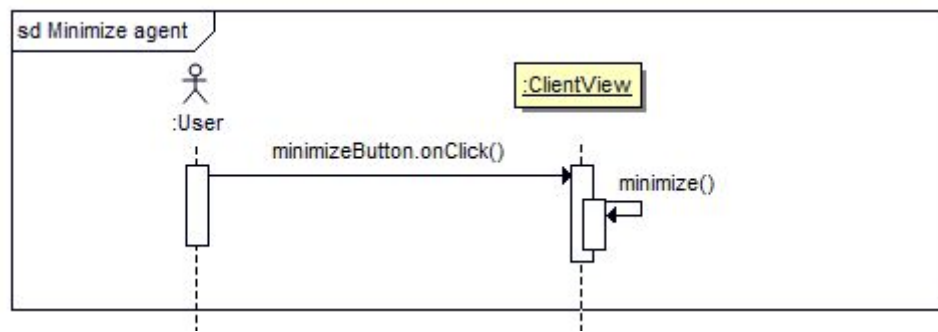 sd Minimize agent
:ClientView
:User
minimizeButton.onClick()
minimize()